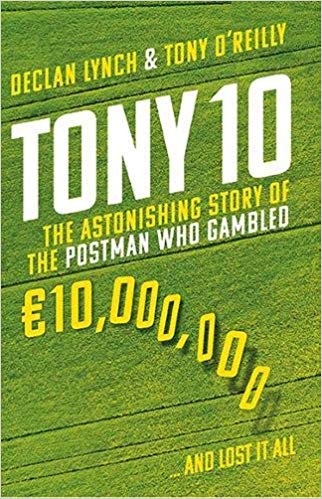 DECLAN LYNCH & TONY O'REILLY
TONY 10
THE ASTONISHING STORY OF
THE POSTMAN WHO GAMBLED
€10,000,000
... AND LOST IT ALL